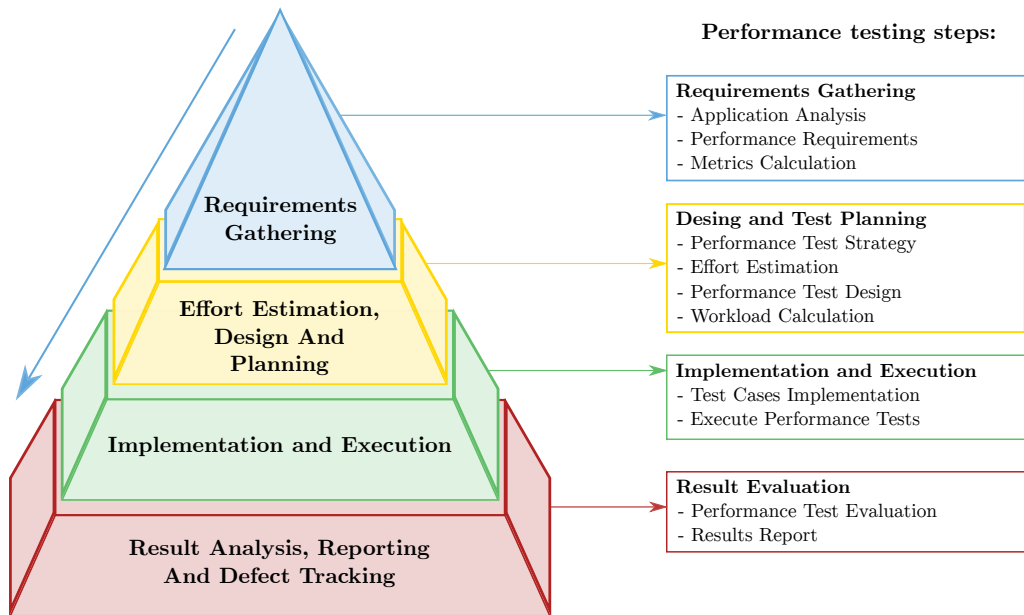 Performance testing steps:
Requirements
Gathering
Effort Estimation,
Design And
Planning
Implementation and Execution
Result Analysis, Reporting
And Defect Tracking
Requirements Gathering
- Application Analysis
- Performance Requirements
- Metrics Calculation
Desing and Test Planning
- Performance Test Strategy
- Effort Estimation
- Performance Test Design
- Workload Calculation
Implementation and Execution
- Test Cases Implementation
- Execute Performance Tests
Result Evaluation
- Performance Test Evaluation
- Results Report